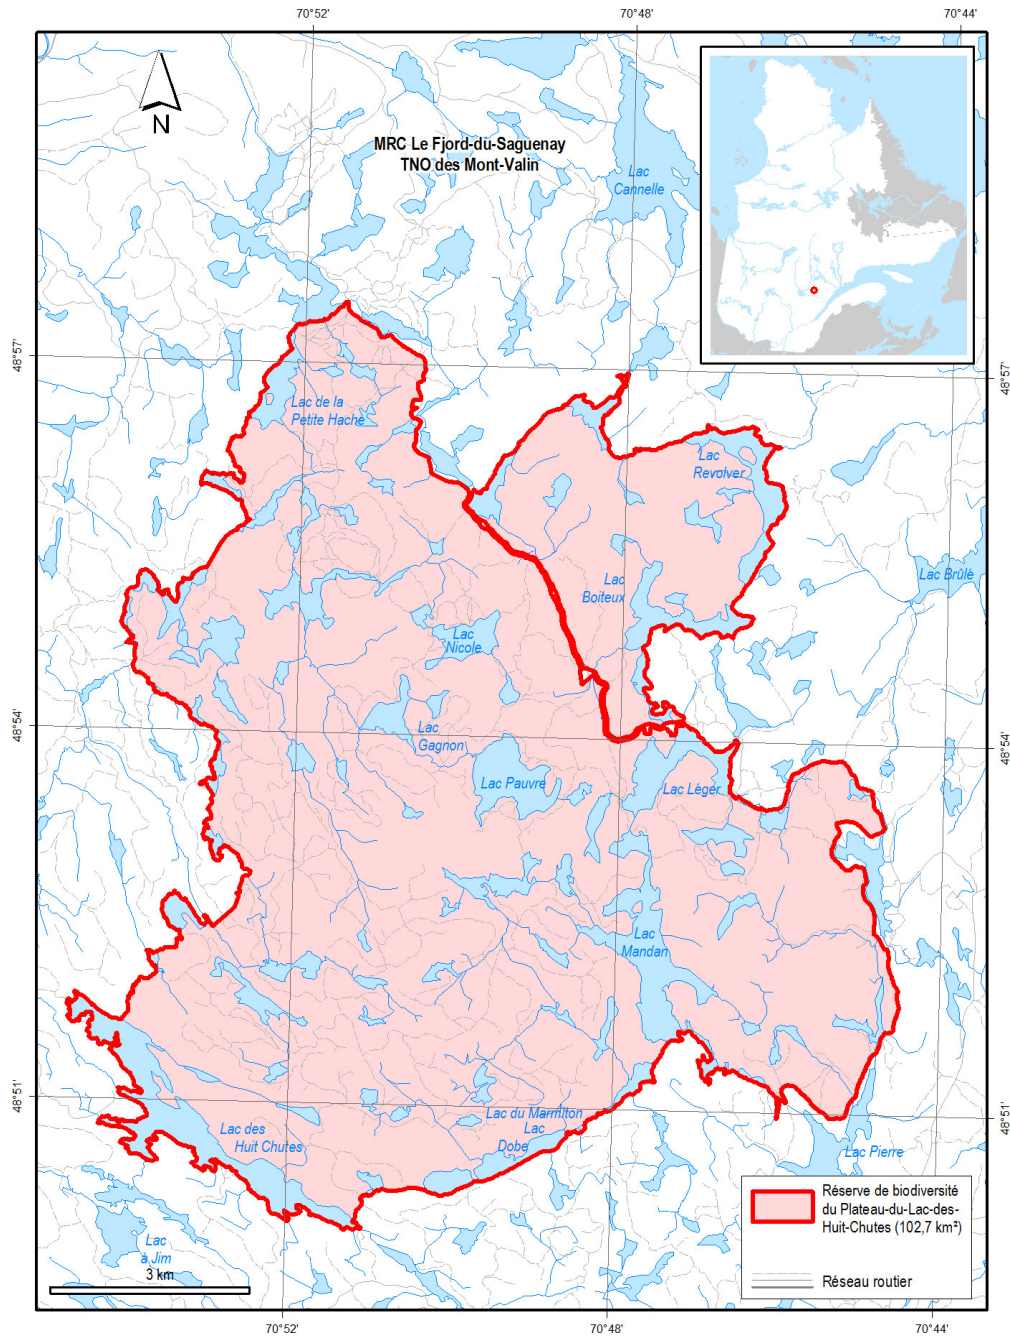 70°52'
70°48'
70°44'
N
MRC Le Fjord-du-Saguenay
TNO des Mont-Valin
Lac
Cannelle
48°57'
48°57'
Lac de la
Petite Hache
Lac
Revolver
Lac
Boiteux
Lac Brûlé
Lac
Nicole
Lac
Gagnon
48°54'
48°54'
Lac Pauvre
Lac Léger
Lac
Mandan
48°51'
48°51'
Lac du Marmiton
Lac
Dobe
Lac des
Huit Chutes
Lac Pierre
Lac
à Jim
3 km
Réserve de biodiversité
du Plateau-du-Lac-des-
Huit-Chutes (102,7 km²)
Réseau routier
70°52'
70°48'
70°44'